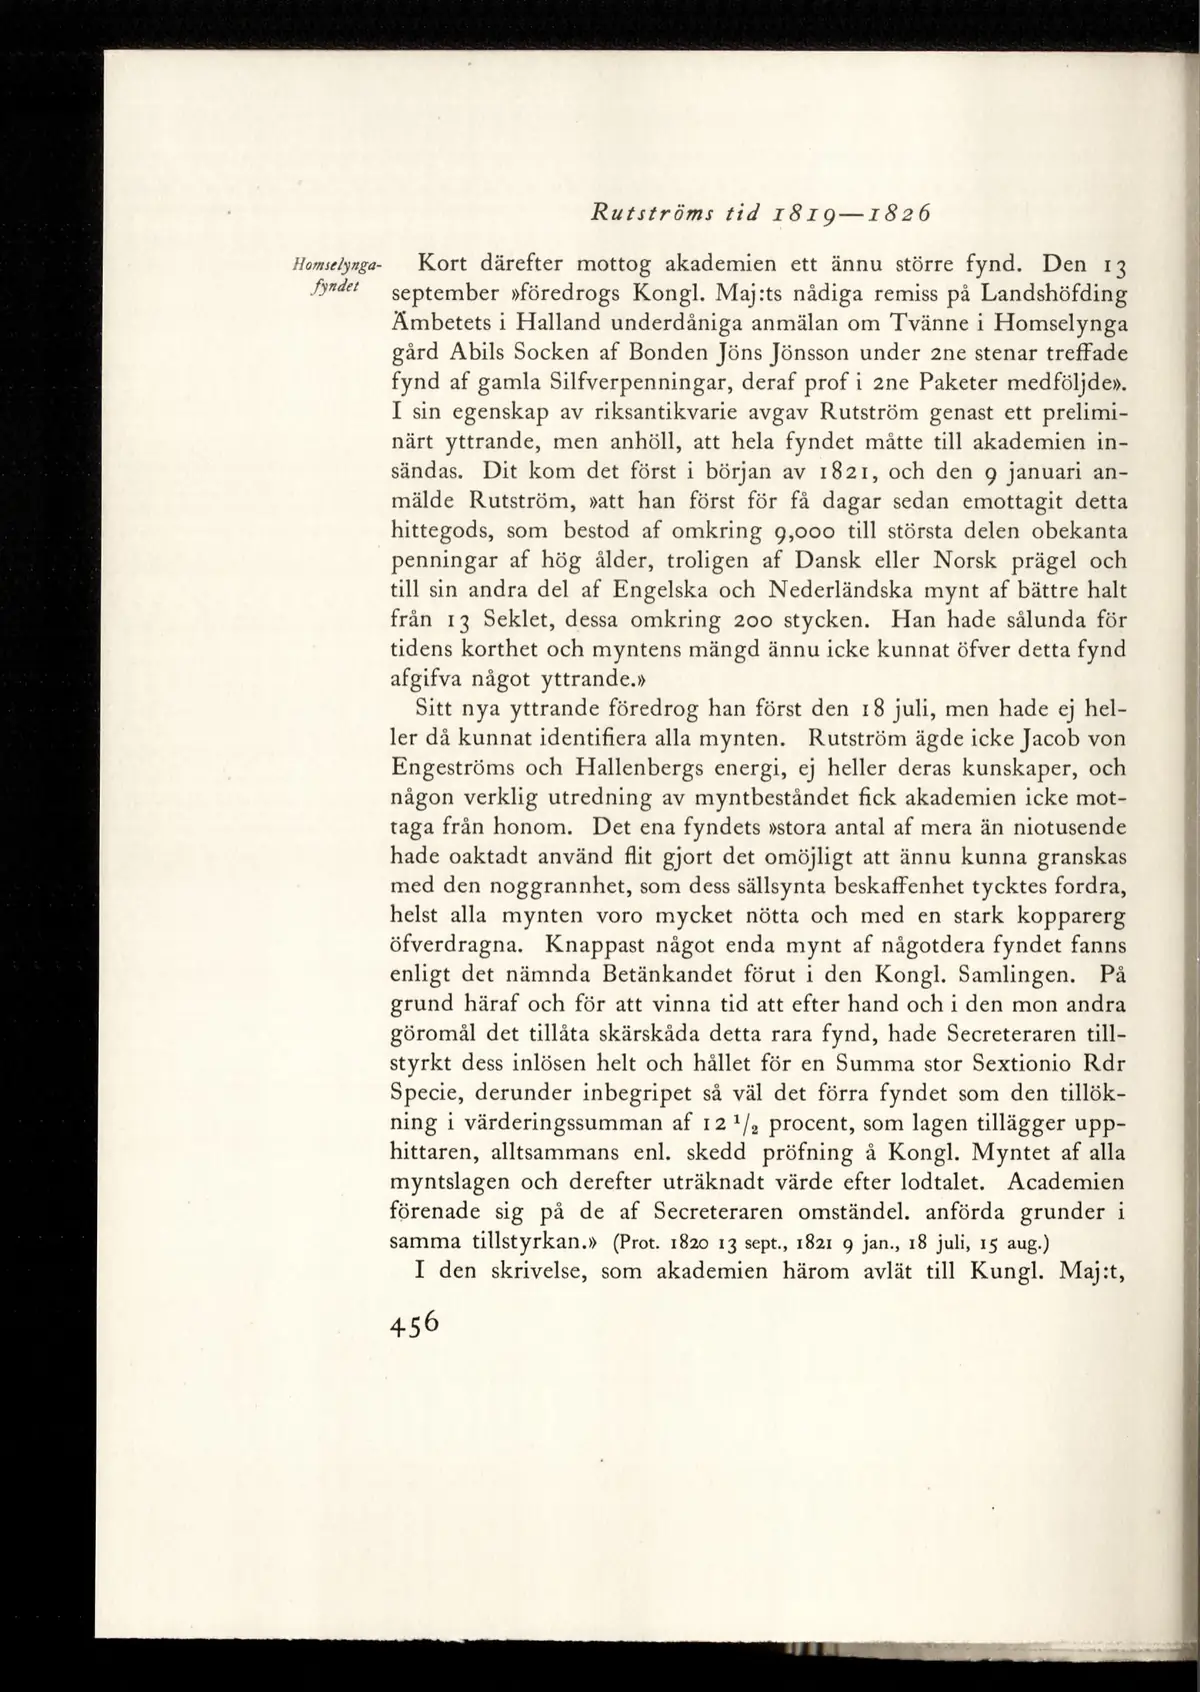 Rutströms tid 1819—1826
Homselynga-
fyndet
Kort därefter mottog akademien ett ännu större fynd. Den 13
september »föredrogs Kongl. Maj:ts nådiga remiss på Landshöfding
Ämbetets i Halland underdåniga anmälan om Tvänne i Homselynga
gård Abils Socken af Bonden Jöns Jönsson under 2ne stenar treffade
fynd af gamla Silfverpenningar, deraf prof i 2ne Paketer medföljde».
I sin egenskap av riksantikvarie avgav Rutström genast ett prelimi-
närt yttrande, men anhöll, att hela fyndet måtte till akademien in-
sändas. Dit kom det först i början av 1821, och den 9 januari an-
mälde Rutström, »att han först för få dagar sedan emottagit detta
hittegods, som bestod af omkring 9,000 till största delen obekanta
penningar af hög ålder, troligen af Dansk eller Norsk prägel och
till sin andra del af Engelska och Nederländska mynt af bättre halt
från 13 Seklet, dessa omkring 200 stycken. Han hade sålunda för
tidens korthet och myntens mängd ännu icke kunnat öfver detta fynd
afgifva något yttrande.»
Sitt nya yttrande föredrog han först den 18 juli, men hade ej hel-
ler då kunnat identifiera alla mynten. Rutström ägde icke Jacob von
Engeströms och Hallenbergs energi, ej heller deras kunskaper, och
någon verklig utredning av myntbeståndet fick akademien icke mot-
taga från honom. Det ena fyndets »stora antal af mera än niotusende
hade oaktadt använd flit gjort det omöjligt att ännu kunna granskas
med den noggrannhet, som dess sällsynta beskaffenhet tycktes fordra,
helst alla mynten voro mycket nötta och med en stark kopparerg
öfverdragna. Knappast något enda mynt af någotdera fyndet fanns
enligt det nämnda Betänkandet förut i den Kongl. Samlingen. På
grund häraf och för att vinna tid att efter hand och i den mon andra
göromål det tillåta skärskåda detta rara fynd, hade Secreteraren till-
styrkt dess inlösen helt och hållet för en Summa stor Sextionio Rdr
Specie, derunder inbegripet så väl det förra fyndet som den tillök-
ning i värderingssumman af 12 1/2 procent, som lagen tillägger upp-
hittaren, alltsammans enl. skedd pröfning å Kongl. Myntet af alla
myntslagen och derefter uträknadt värde efter lodtalet. Academien
förenade sig på de af Secreteraren omständel. anförda grunder i
samma tillstyrkan.» (Prot. 1820 13 sept., 1821 9 jan., 18 juli, 15 aug.)
I den skrivelse, som akademien härom avlät till Kungl. Maj:t,
456